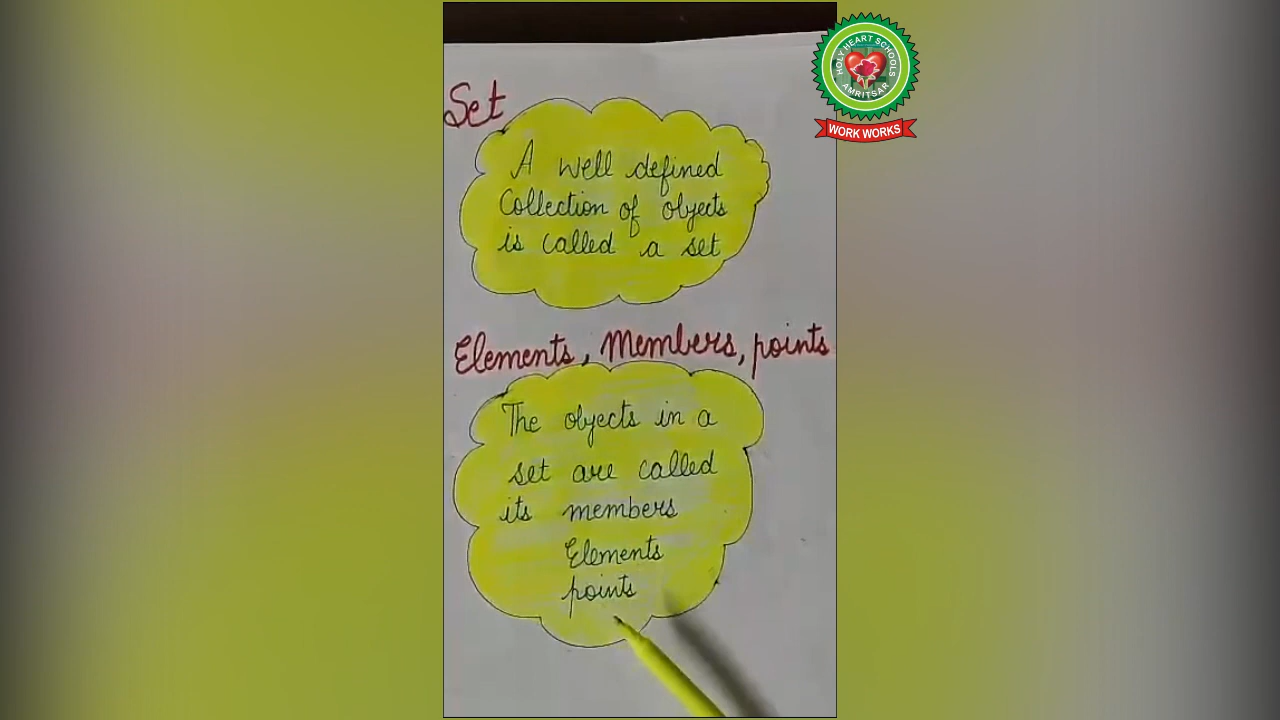 HOLY HEART SCHOOLS
AMRITSAR
WORK WORKS
Set
A well defined
Collection of objects
is called a set
Elements, Members, points
The objects in a
set are called
its members
Elements
points